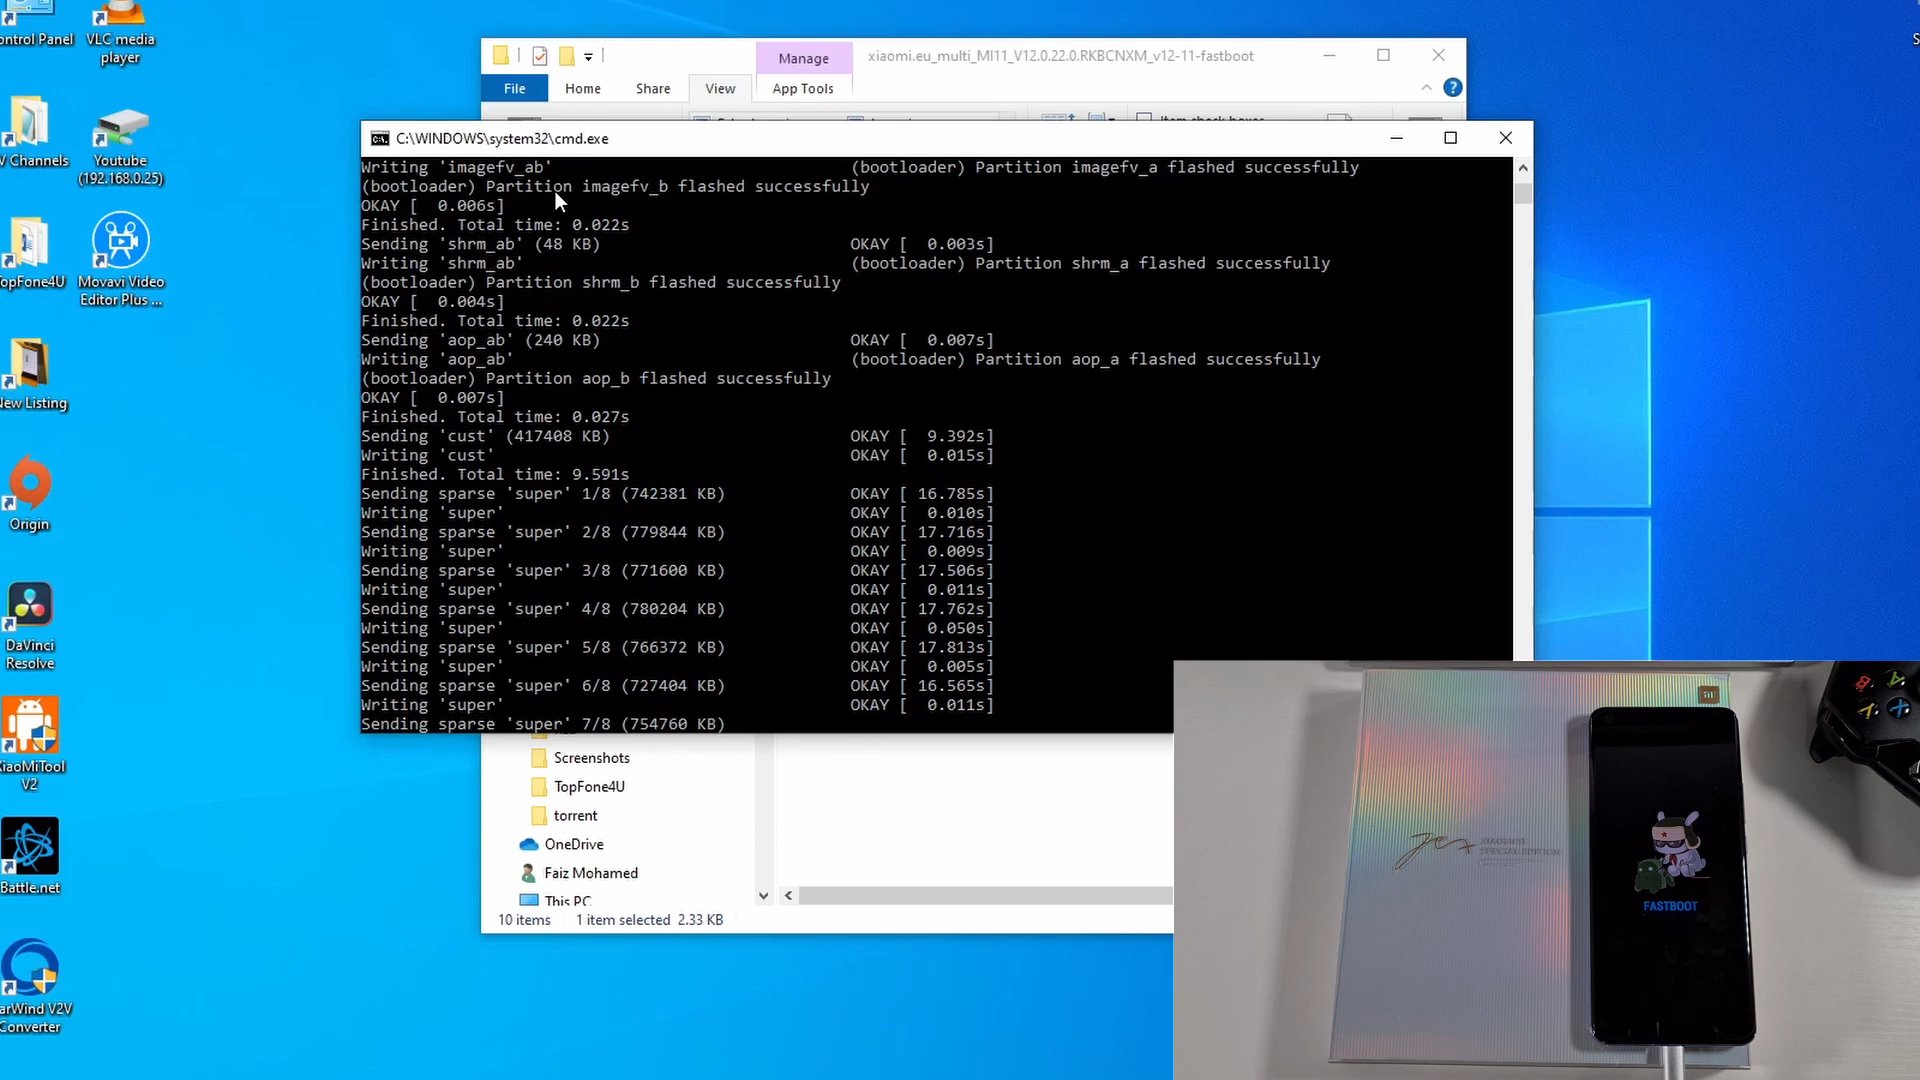 Control Panel
VLC media
player
Manage
xiaomi.eu_multi_MI11_V12.0.22.0.RKBCNXM_v12-11-fastboot
File
Home
Share
View
App Tools
C:\WINDOWS\system32\cmd.exe
Writing 'imagefv_ab' (bootloader) Partition imagefv_a flashed successfully
(bootloader) Partition imagefv_b flashed successfully
OKAY [ 0.006s]
Finished. Total time: 0.022s
Sending 'shrm_ab' (48 KB) OKAY [ 0.003s]
Writing 'shrm_ab' (bootloader) Partition shrm_a flashed successfully
(bootloader) Partition shrm_b flashed successfully
OKAY [ 0.004s]
Finished. Total time: 0.022s
Sending 'aop_ab' (240 KB) OKAY [ 0.007s]
Writing 'aop_ab' (bootloader) Partition aop_a flashed successfully
(bootloader) Partition aop_b flashed successfully
OKAY [ 0.007s]
Finished. Total time: 0.027s
Sending 'cust' (417408 KB) OKAY [ 9.392s]
Writing 'cust' OKAY [ 0.015s]
Finished. Total time: 9.591s
Sending sparse 'super' 1/8 (742381 KB) OKAY [ 16.785s]
Writing 'super' OKAY [ 0.010s]
Sending sparse 'super' 2/8 (779844 KB) OKAY [ 17.716s]
Writing 'super' OKAY [ 0.009s]
Sending sparse 'super' 3/8 (771600 KB) OKAY [ 17.506s]
Writing 'super' OKAY [ 0.011s]
Sending sparse 'super' 4/8 (780204 KB) OKAY [ 17.762s]
Writing 'super' OKAY [ 0.050s]
Sending sparse 'super' 5/8 (766372 KB) OKAY [ 17.813s]
Writing 'super' OKAY [ 0.005s]
Sending sparse 'super' 6/8 (727404 KB) OKAY [ 16.565s]
Writing 'super' OKAY [ 0.011s]
Sending sparse 'super' 7/8 (754760 KB)
V Channels
Youtube
(192.168.0.25)
TopFone4U
Movavi Video
Editor Plus ...
New Listing
Origin
DaVinci
Resolve
XiaoMiTool
V2
Battle.net
arWind V2V
Converter
Screenshots
TopFone4U
torrent
OneDrive
Faiz Mohamed
This PC
10 items
1 item selected 2.33 KB
XIAOMI 11
SPECIAL EDITION
FASTBOOT
B
A
Y
X